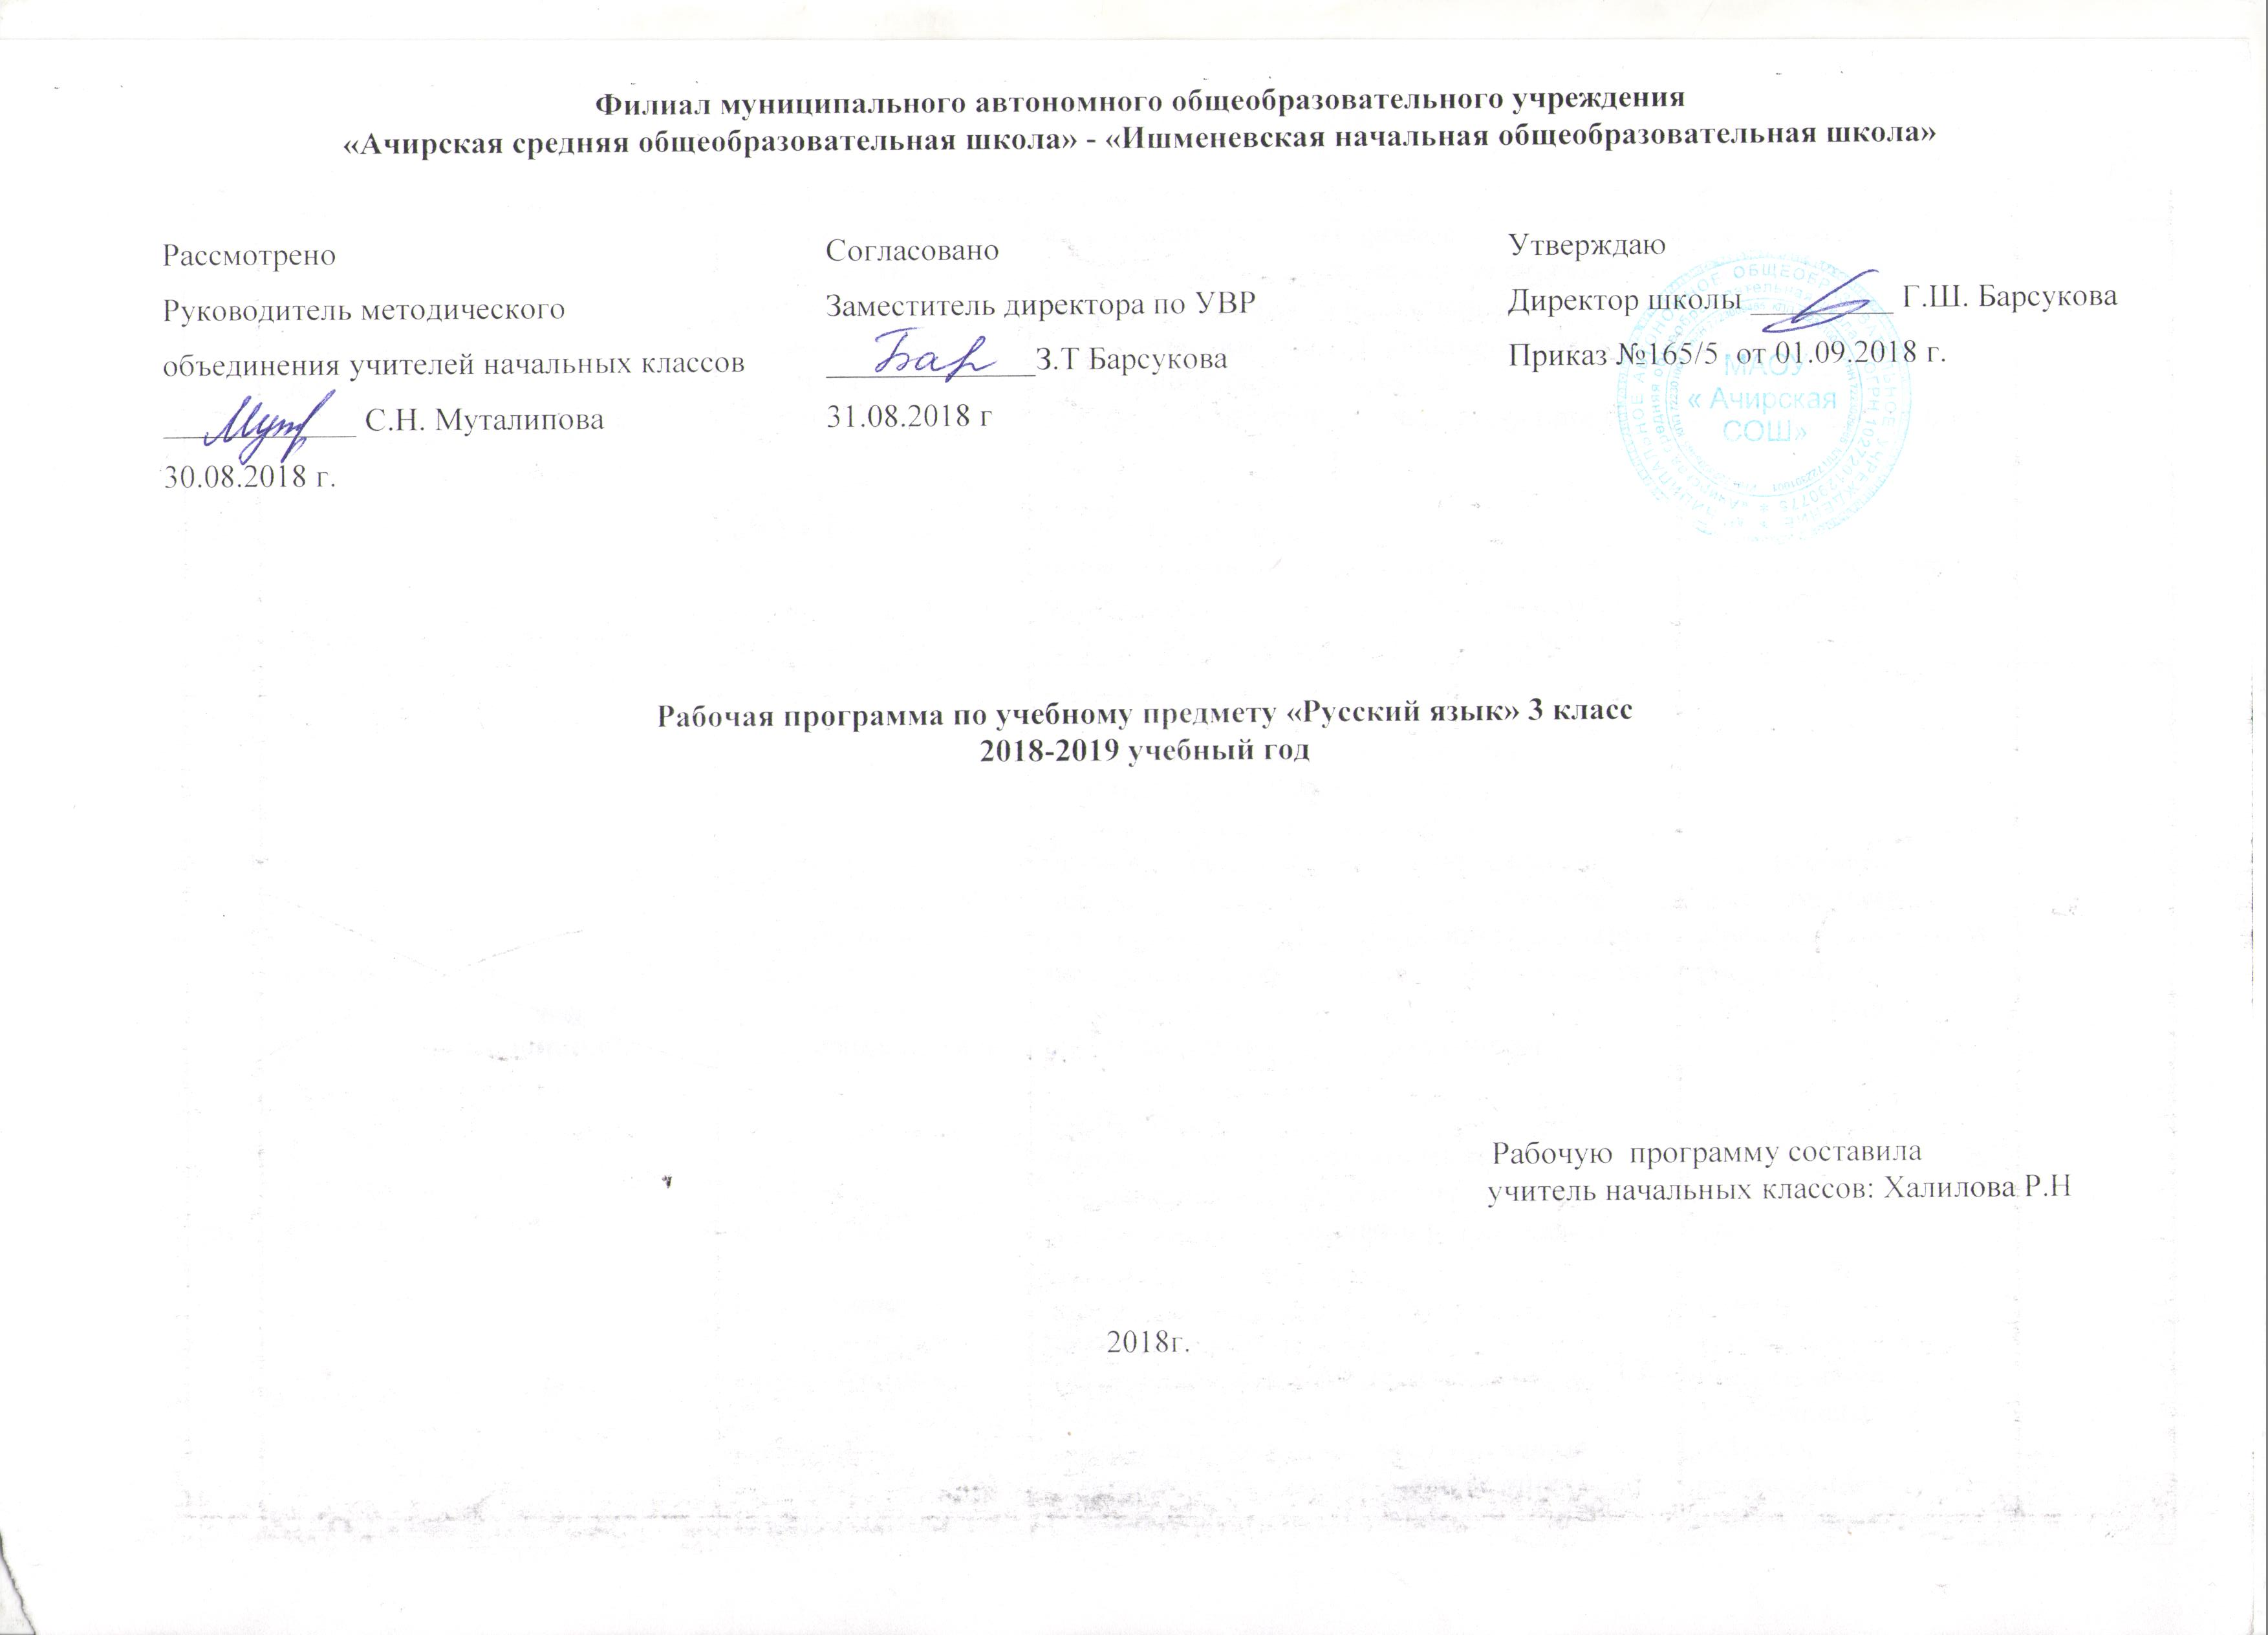 Филиал муниципального автономного общеобразовательного учреждения
«Ачирская средняя общеобразовательная школа» - «Ишменевская начальная общеобразовательная школа»
Рассмотрено
Руководитель методического
объединения учителей начальных классов
Мут С.Н. Муталипова
30.08.2018 г.
Согласовано
Заместитель директора по УВР
Бар З.Т Барсукова
31.08.2018 г
Утверждаю
Директор школы Г.Ш. Барсукова
Приказ №165/5 от 01.09.2018 г.
МАОУ
« Ачирская
СОШ»
Рабочая программа по учебному предмету «Русский язык» 3 класс
2018-2019 учебный год
Рабочую программу составила
учитель начальных классов: Халилова Р.Н
2018г.